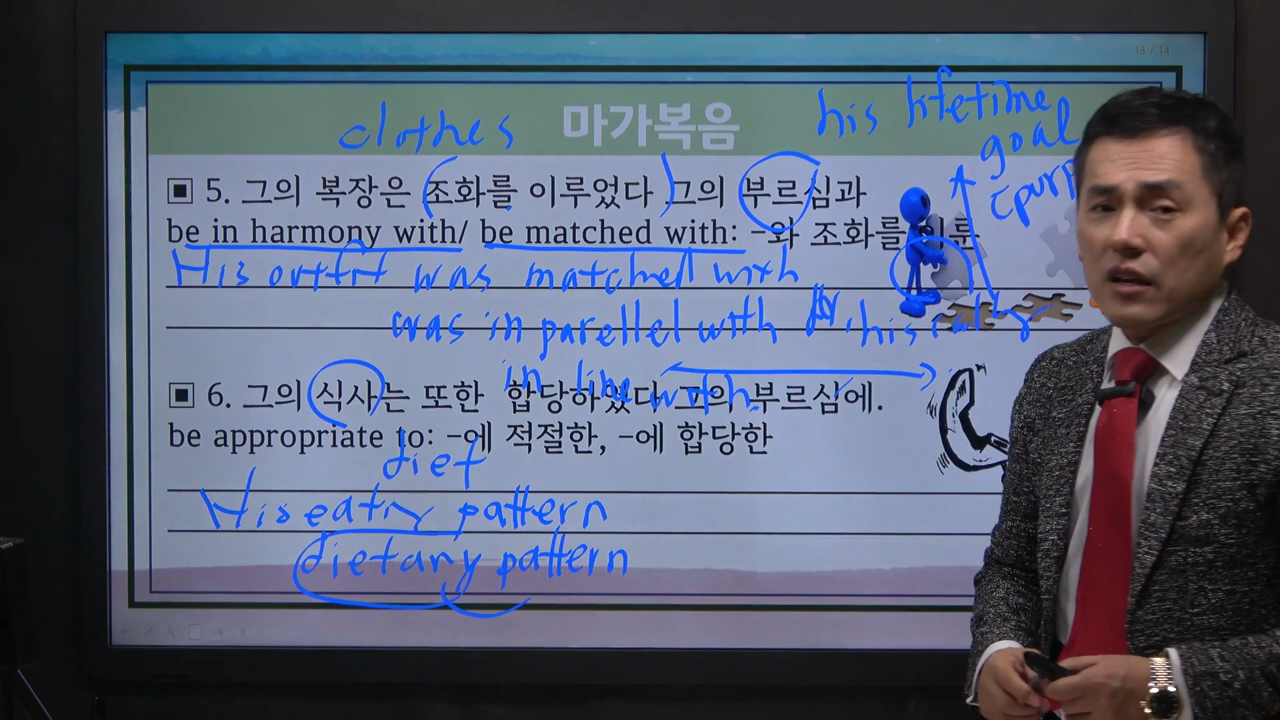 13 / 14
his lifetime
goal
clothes
마가복음
▣ 5. 그의 복장은 조화를 이루었다 그의 부르심과
be in harmony with/ be matched with: -와 조화를 이룬
His outfit was matched with
was in parellel with his
in line with
▣ 6. 그의 식사는 또한 합당하였다 그의 부르심에.
be appropriate to: -에 적절한, -에 합당한
diet
His pattern
dietary pattern